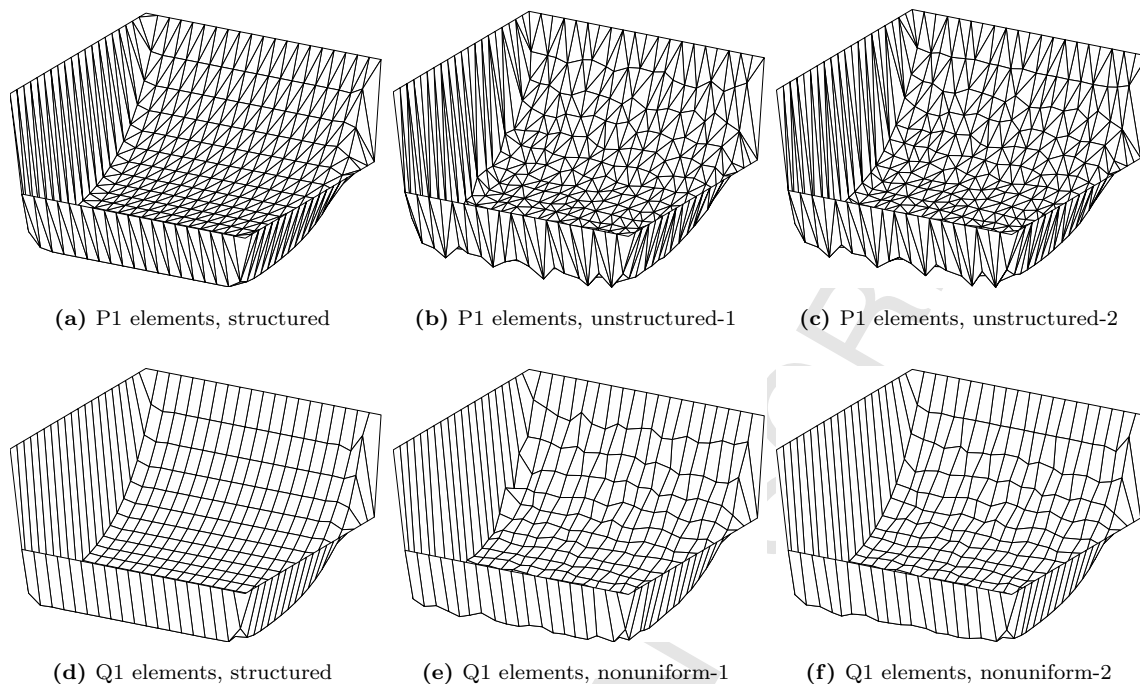 (a) P1 elements, structured
(b) P1 elements, unstructured-1
(c) P1 elements, unstructured-2
(d) Q1 elements, structured
(e) Q1 elements, nonuniform-1
(f) Q1 elements, nonuniform-2